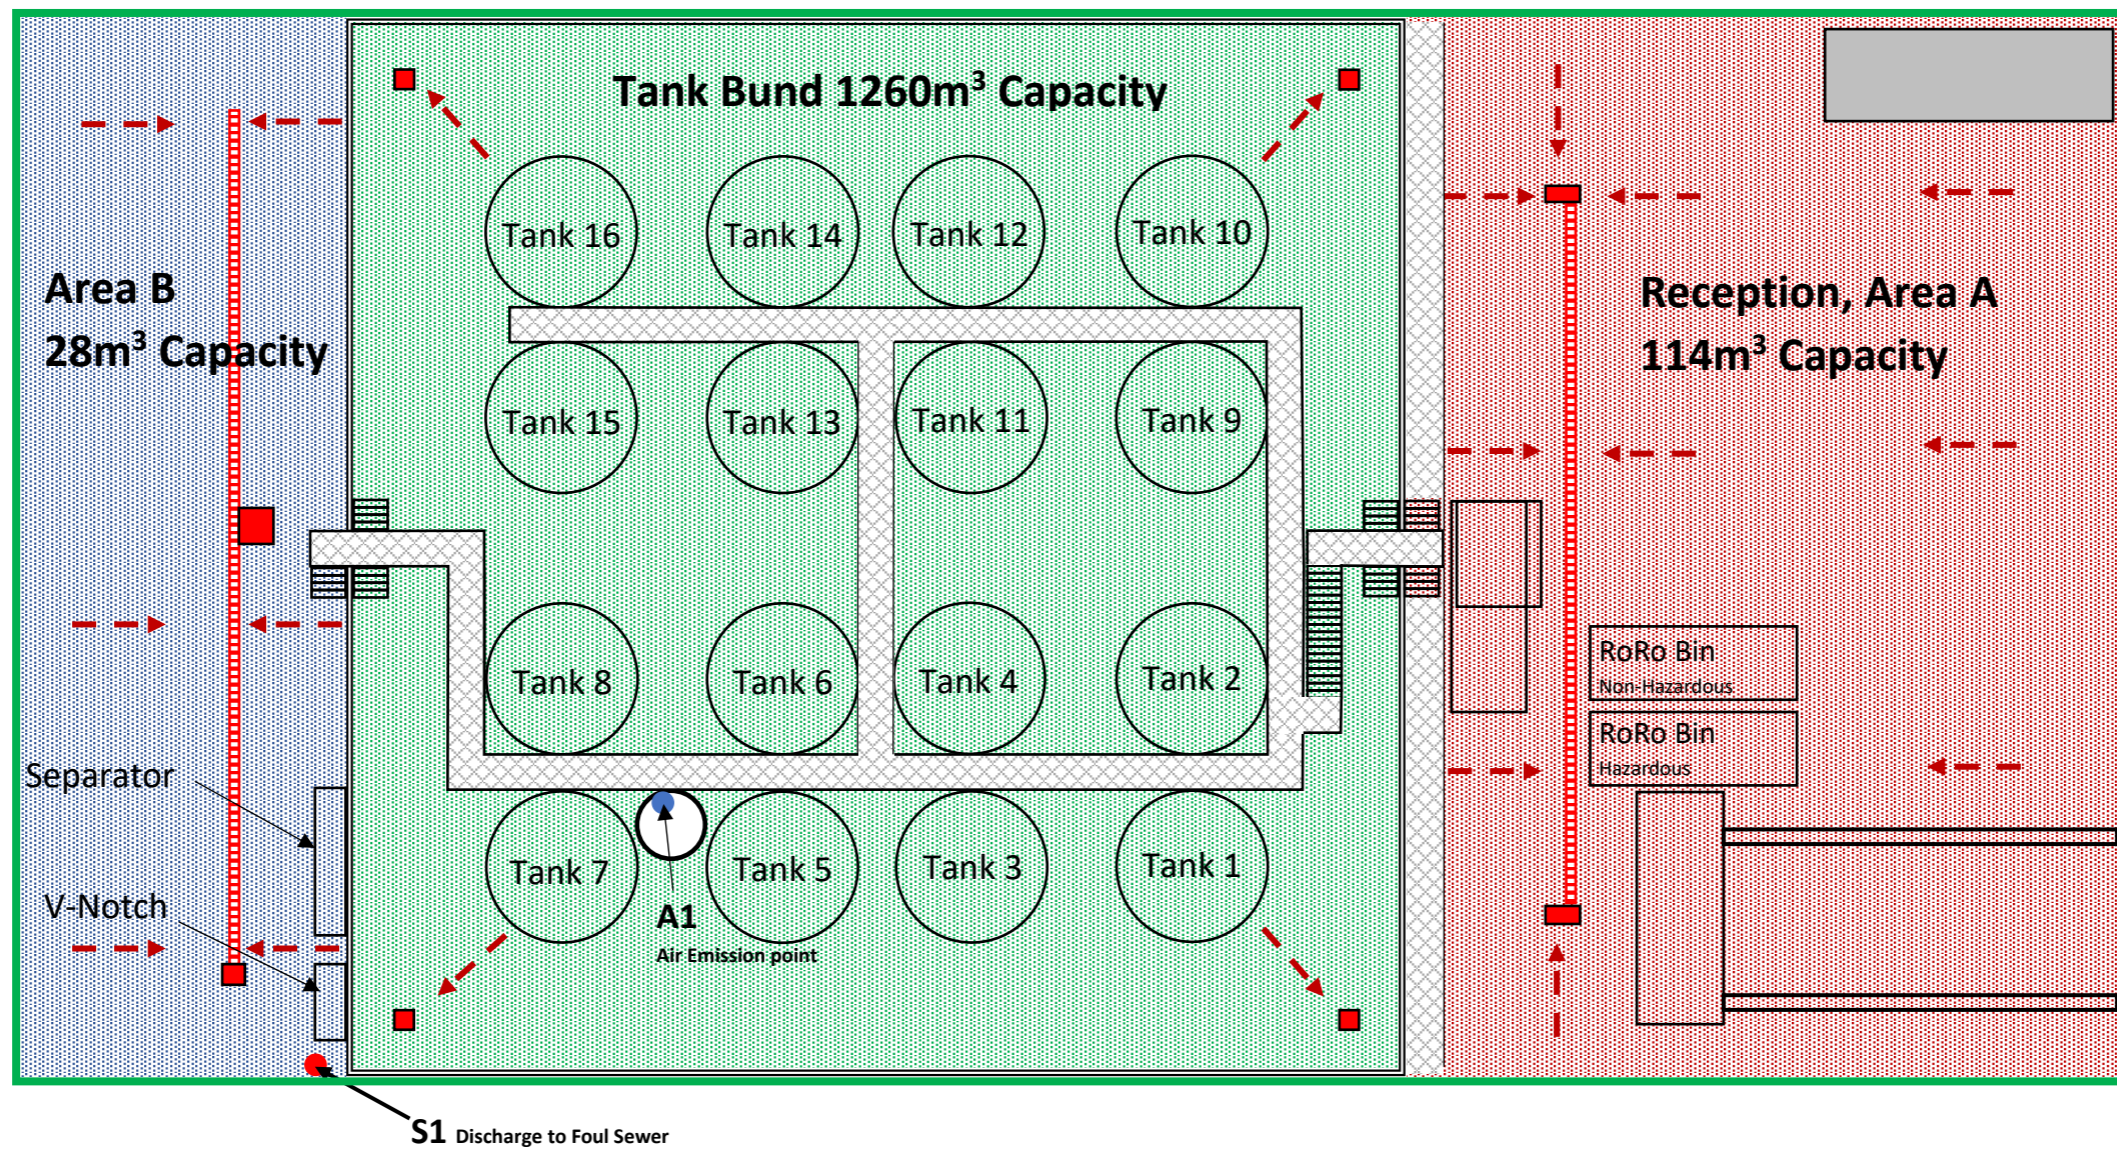 Tank Bund 1260m³ Capacity
Area B
28m³ Capacity
Reception, Area A
114m³ Capacity
Tank 16
Tank 14
Tank 12
Tank 10
Tank 15
Tank 13
Tank 11
Tank 9
Tank 8
Tank 6
Tank 4
Tank 2
RoRo Bin
Non-Hazardous
RoRo Bin
Hazardous
Separator
V-Notch
Tank 7
Tank 5
Tank 3
Tank 1
A1
Air Emission point
S1 Discharge to Foul Sewer